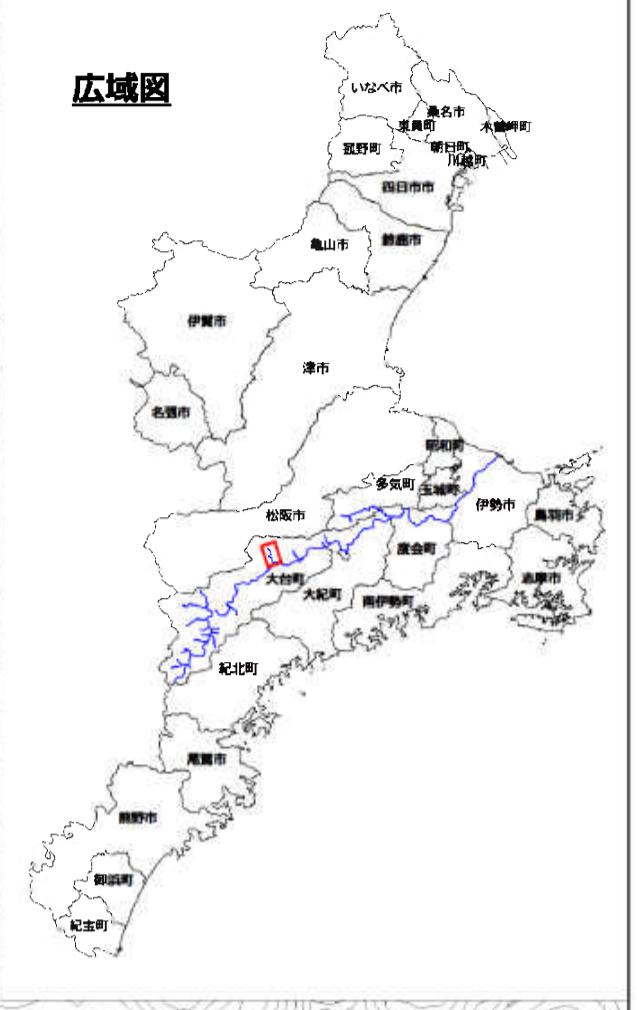 広域図
いなべ市
桑名市
東員町
木曽岬町
菰野町
朝日町
川越町
四日市市
亀山市
鈴鹿市
伊賀市
津市
名張市
明和町
多気町
玉城町
伊勢市
松阪市
鳥羽市
度会町
大台町
志摩市
大紀町
南伊勢町
紀北町
尾鷲市
熊野市
御浜町
紀宝町